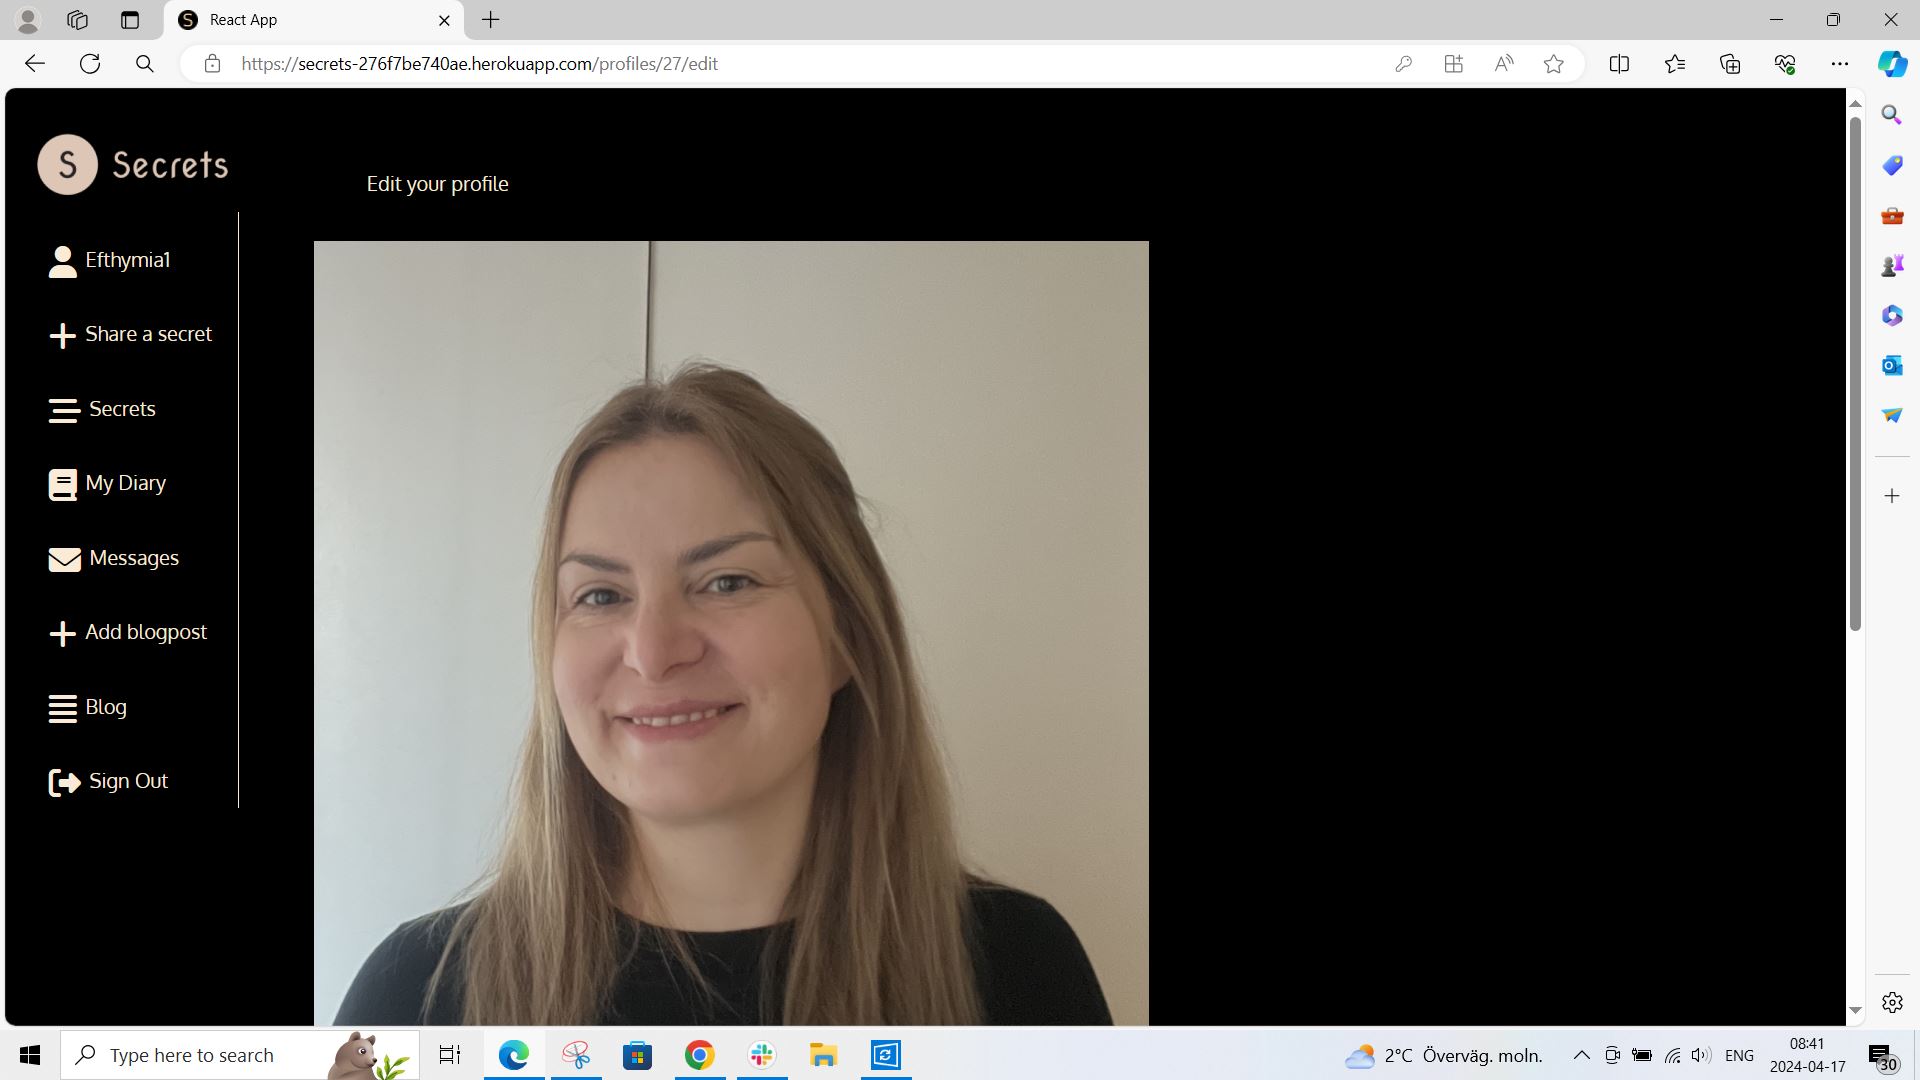 React App
https://secrets-276f7be740ae.herokuapp.com/profiles/27/edit
S Secrets
Edit your profile
Efthymia1
Share a secret
Secrets
My Diary
Messages
Add blogpost
Blog
Sign Out
Type here to search
2°C Överväg. moln.
ENG
08:41
2024-04-17
30